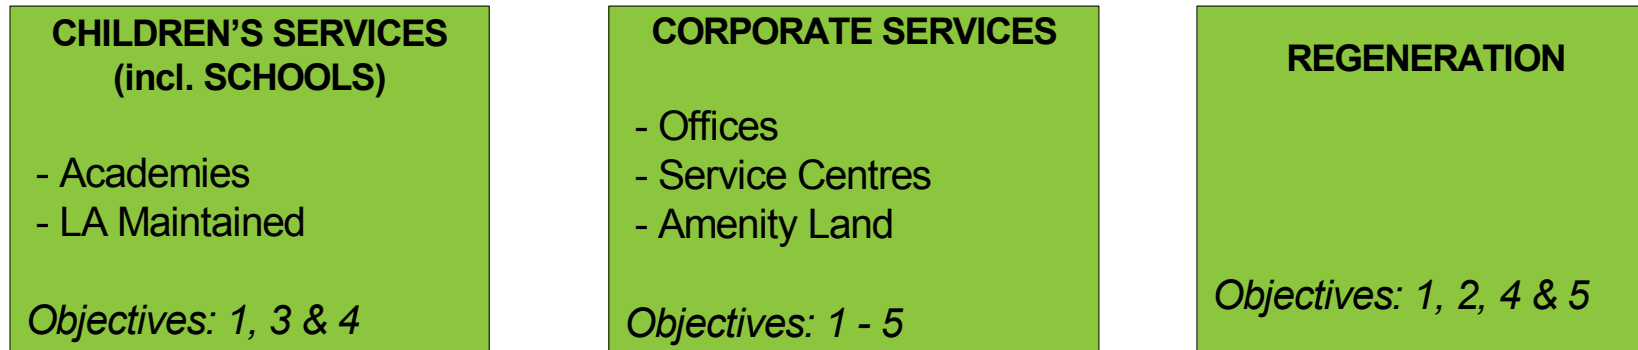 CHILDREN’S SERVICES
(incl. SCHOOLS)
- Academies
- LA Maintained
Objectives: 1, 3 & 4
CORPORATE SERVICES
- Offices
- Service Centres
- Amenity Land
Objectives: 1 - 5
REGENERATION
Objectives: 1, 2, 4 & 5